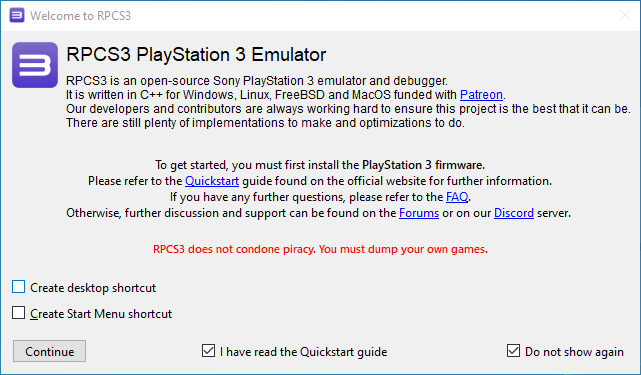 Welcome to RPCS3
RPCS3 PlayStation 3 Emulator
RPCS3 is an open-source Sony PlayStation 3 emulator and debugger.
It is written in C++ for Windows, Linux, FreeBSD and MacOS funded with Patreon.
Our developers and contributors are always working hard to ensure this project is the best that it can be.
There are still plenty of implementations to make and optimizations to do.
To get started, you must first install the PlayStation 3 firmware.
Please refer to the Quickstart guide found on the official website for further information.
If you have any further questions, please refer to the FAQ.
Otherwise, further discussion and support can be found on the Forums or on our Discord server.
RPCS3 does not condone piracy. You must dump your own games.
Create desktop shortcut
Create Start Menu shortcut
Continue
I have read the Quickstart guide
Do not show again